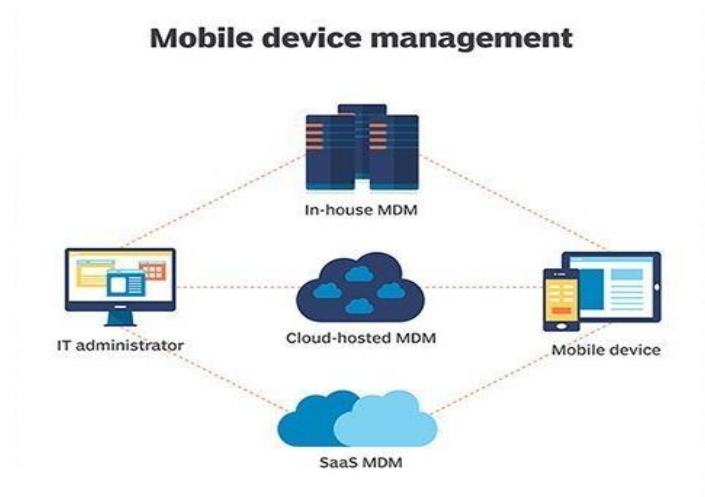 Mobile device management
In-house MDM
IT administrator
Cloud-hosted MDM
Mobile device
SaaS MDM